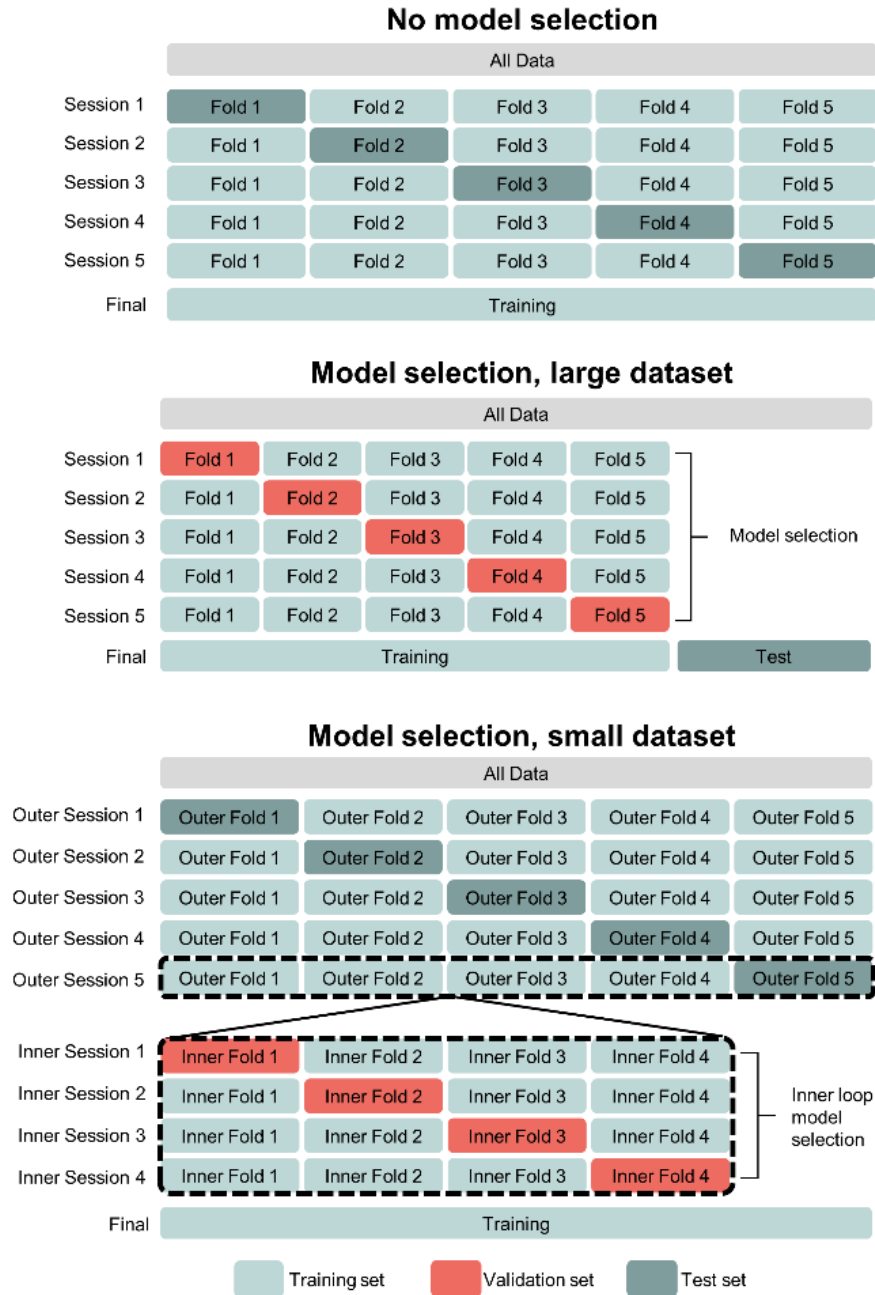 No model selection
All Data
Session 1 Fold 1 Fold 2 Fold 3 Fold 4 Fold 5
Session 2 Fold 1 Fold 2 Fold 3 Fold 4 Fold 5
Session 3 Fold 1 Fold 2 Fold 3 Fold 4 Fold 5
Session 4 Fold 1 Fold 2 Fold 3 Fold 4 Fold 5
Session 5 Fold 1 Fold 2 Fold 3 Fold 4 Fold 5
Final Training
Model selection, large dataset
All Data
Session 1 Fold 1 Fold 2 Fold 3 Fold 4 Fold 5
Session 2 Fold 1 Fold 2 Fold 3 Fold 4 Fold 5
Session 3 Fold 1 Fold 2 Fold 3 Fold 4 Fold 5 Model selection
Session 4 Fold 1 Fold 2 Fold 3 Fold 4 Fold 5
Session 5 Fold 1 Fold 2 Fold 3 Fold 4 Fold 5
Final Training Test
Model selection, small dataset
All Data
Outer Session 1 Outer Fold 1 Outer Fold 2 Outer Fold 3 Outer Fold 4 Outer Fold 5
Outer Session 2 Outer Fold 1 Outer Fold 2 Outer Fold 3 Outer Fold 4 Outer Fold 5
Outer Session 3 Outer Fold 1 Outer Fold 2 Outer Fold 3 Outer Fold 4 Outer Fold 5
Outer Session 4 Outer Fold 1 Outer Fold 2 Outer Fold 3 Outer Fold 4 Outer Fold 5
Outer Session 5 Outer Fold 1 Outer Fold 2 Outer Fold 3 Outer Fold 4 Outer Fold 5
Inner Session 1 Inner Fold 1 Inner Fold 2 Inner Fold 3 Inner Fold 4
Inner Session 2 Inner Fold 1 Inner Fold 2 Inner Fold 3 Inner Fold 4
Inner Session 3 Inner Fold 1 Inner Fold 2 Inner Fold 3 Inner Fold 4
Inner Session 4 Inner Fold 1 Inner Fold 2 Inner Fold 3 Inner Fold 4
Inner loop
model
selection
Final Training
Training set Validation set Test set